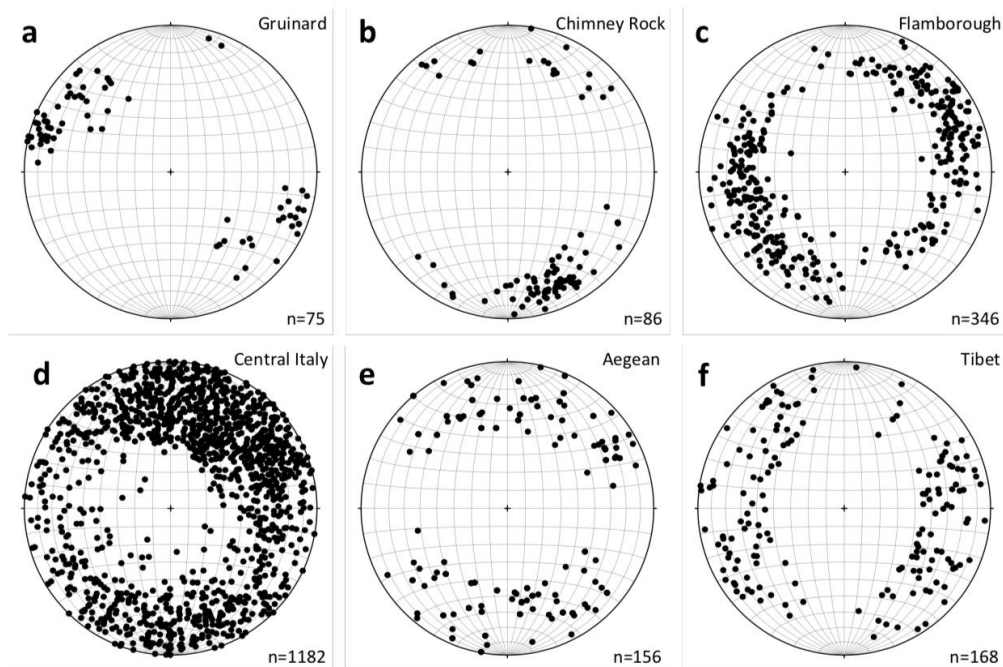 a Gruinard
n=75
b Chimney Rock
n=86
c Flamborough
n=346
d Central Italy
n=1182
e Aegean
n=156
f Tibet
n=168